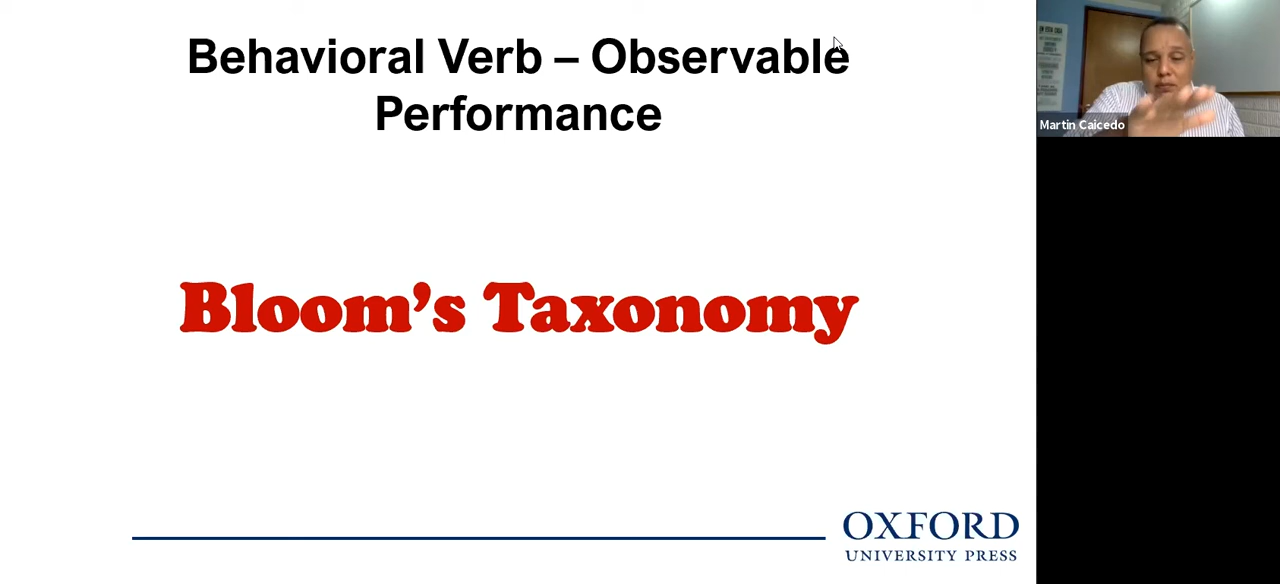 Behavioral Verb – Observable
Performance
Bloom's Taxonomy
OXFORD
UNIVERSITY PRESS
Martin Caicedo